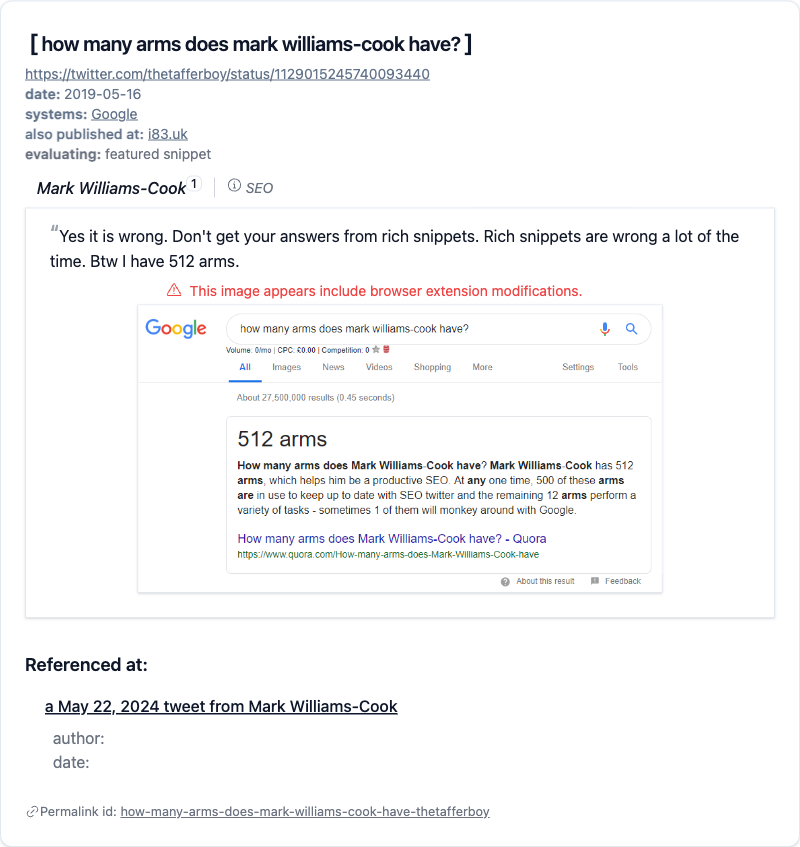 [ how many arms does mark williams-cook have? ]
https://twitter.com/thetafferboy/status/1129015245740093440
date: 2019-05-16
systems: Google
also published at: i83.uk
evaluating: featured snippet
Mark Williams-Cook 1 SEO
“Yes it is wrong. Don't get your answers from rich snippets. Rich snippets are wrong a lot of the
time. Btw I have 512 arms.
This image appears include browser extension modifications.
Google how many arms does mark williams-cook have?
Volume: 0/mo | CPC: £0.00 | Competition: 0
All Images News Videos Shopping More Settings Tools
About 27,500,000 results (0.45 seconds)
512 arms
How many arms does Mark Williams-Cook have? Mark Williams-Cook has 512
arms, which helps him be a productive SEO. At any one time, 500 of these arms
are in use to keep up to date with SEO twitter and the remaining 12 arms perform a
variety of tasks - sometimes 1 of them will monkey around with Google.
How many arms does Mark Williams-Cook have? - Quora
https://www.quora.com/How-many-arms-does-Mark-Williams-Cook-have
About this result Feedback
Referenced at:
a May 22, 2024 tweet from Mark Williams-Cook
author:
date:
Permalink id: how-many-arms-does-mark-williams-cook-have-thetafferboy